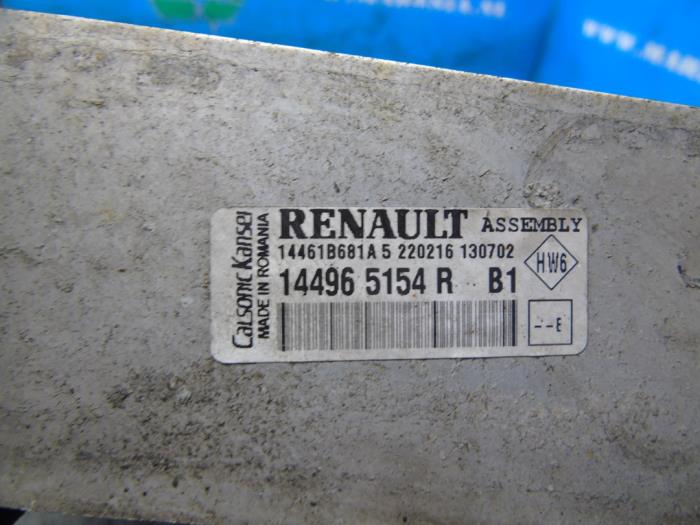 RENAULT ASSEMBLY
14461B681A 5 220216 130702
14496 5154 R B1
HW6
--E
Calsonic Kansei
MADE IN ROMANIA